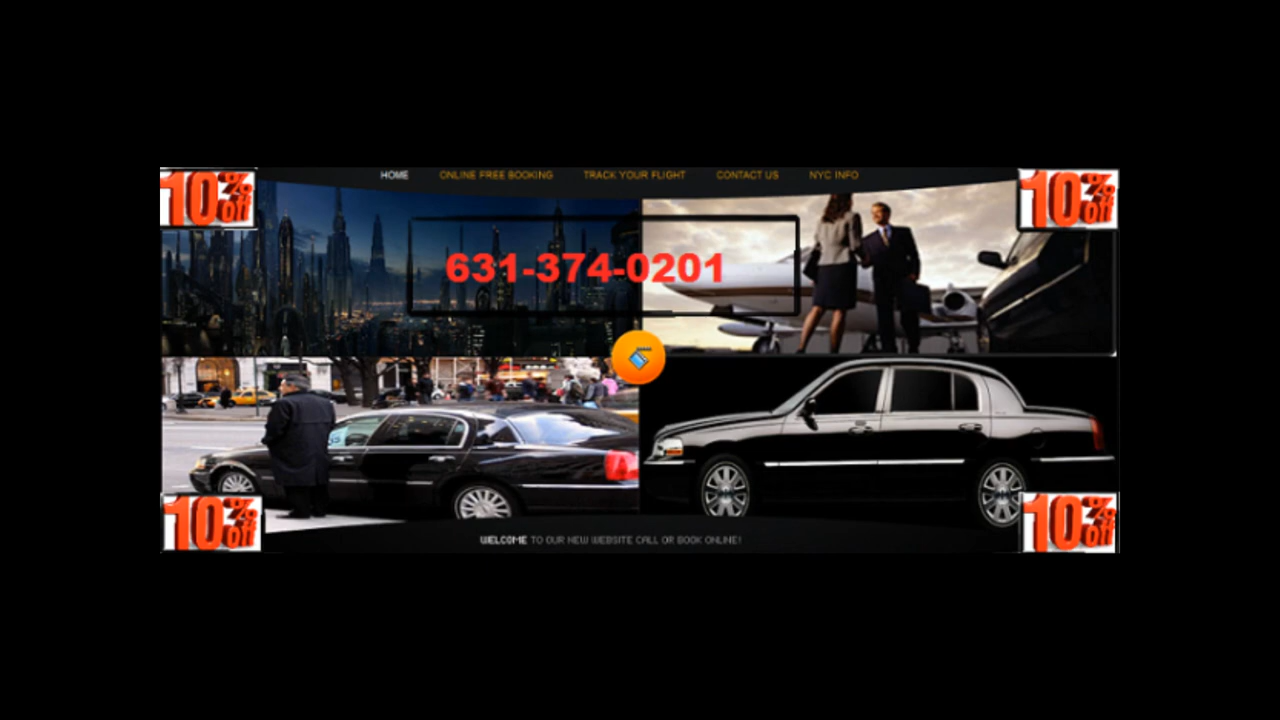 HOME ONLINE FREE BOOKING TRACK YOUR FLIGHT CONTACT US NYC INFO
10% off
10% off
631-374-0201
10% off
10% off
WELCOME TO OUR NEW WEBSITE CALL OR BOOK ONLINE!